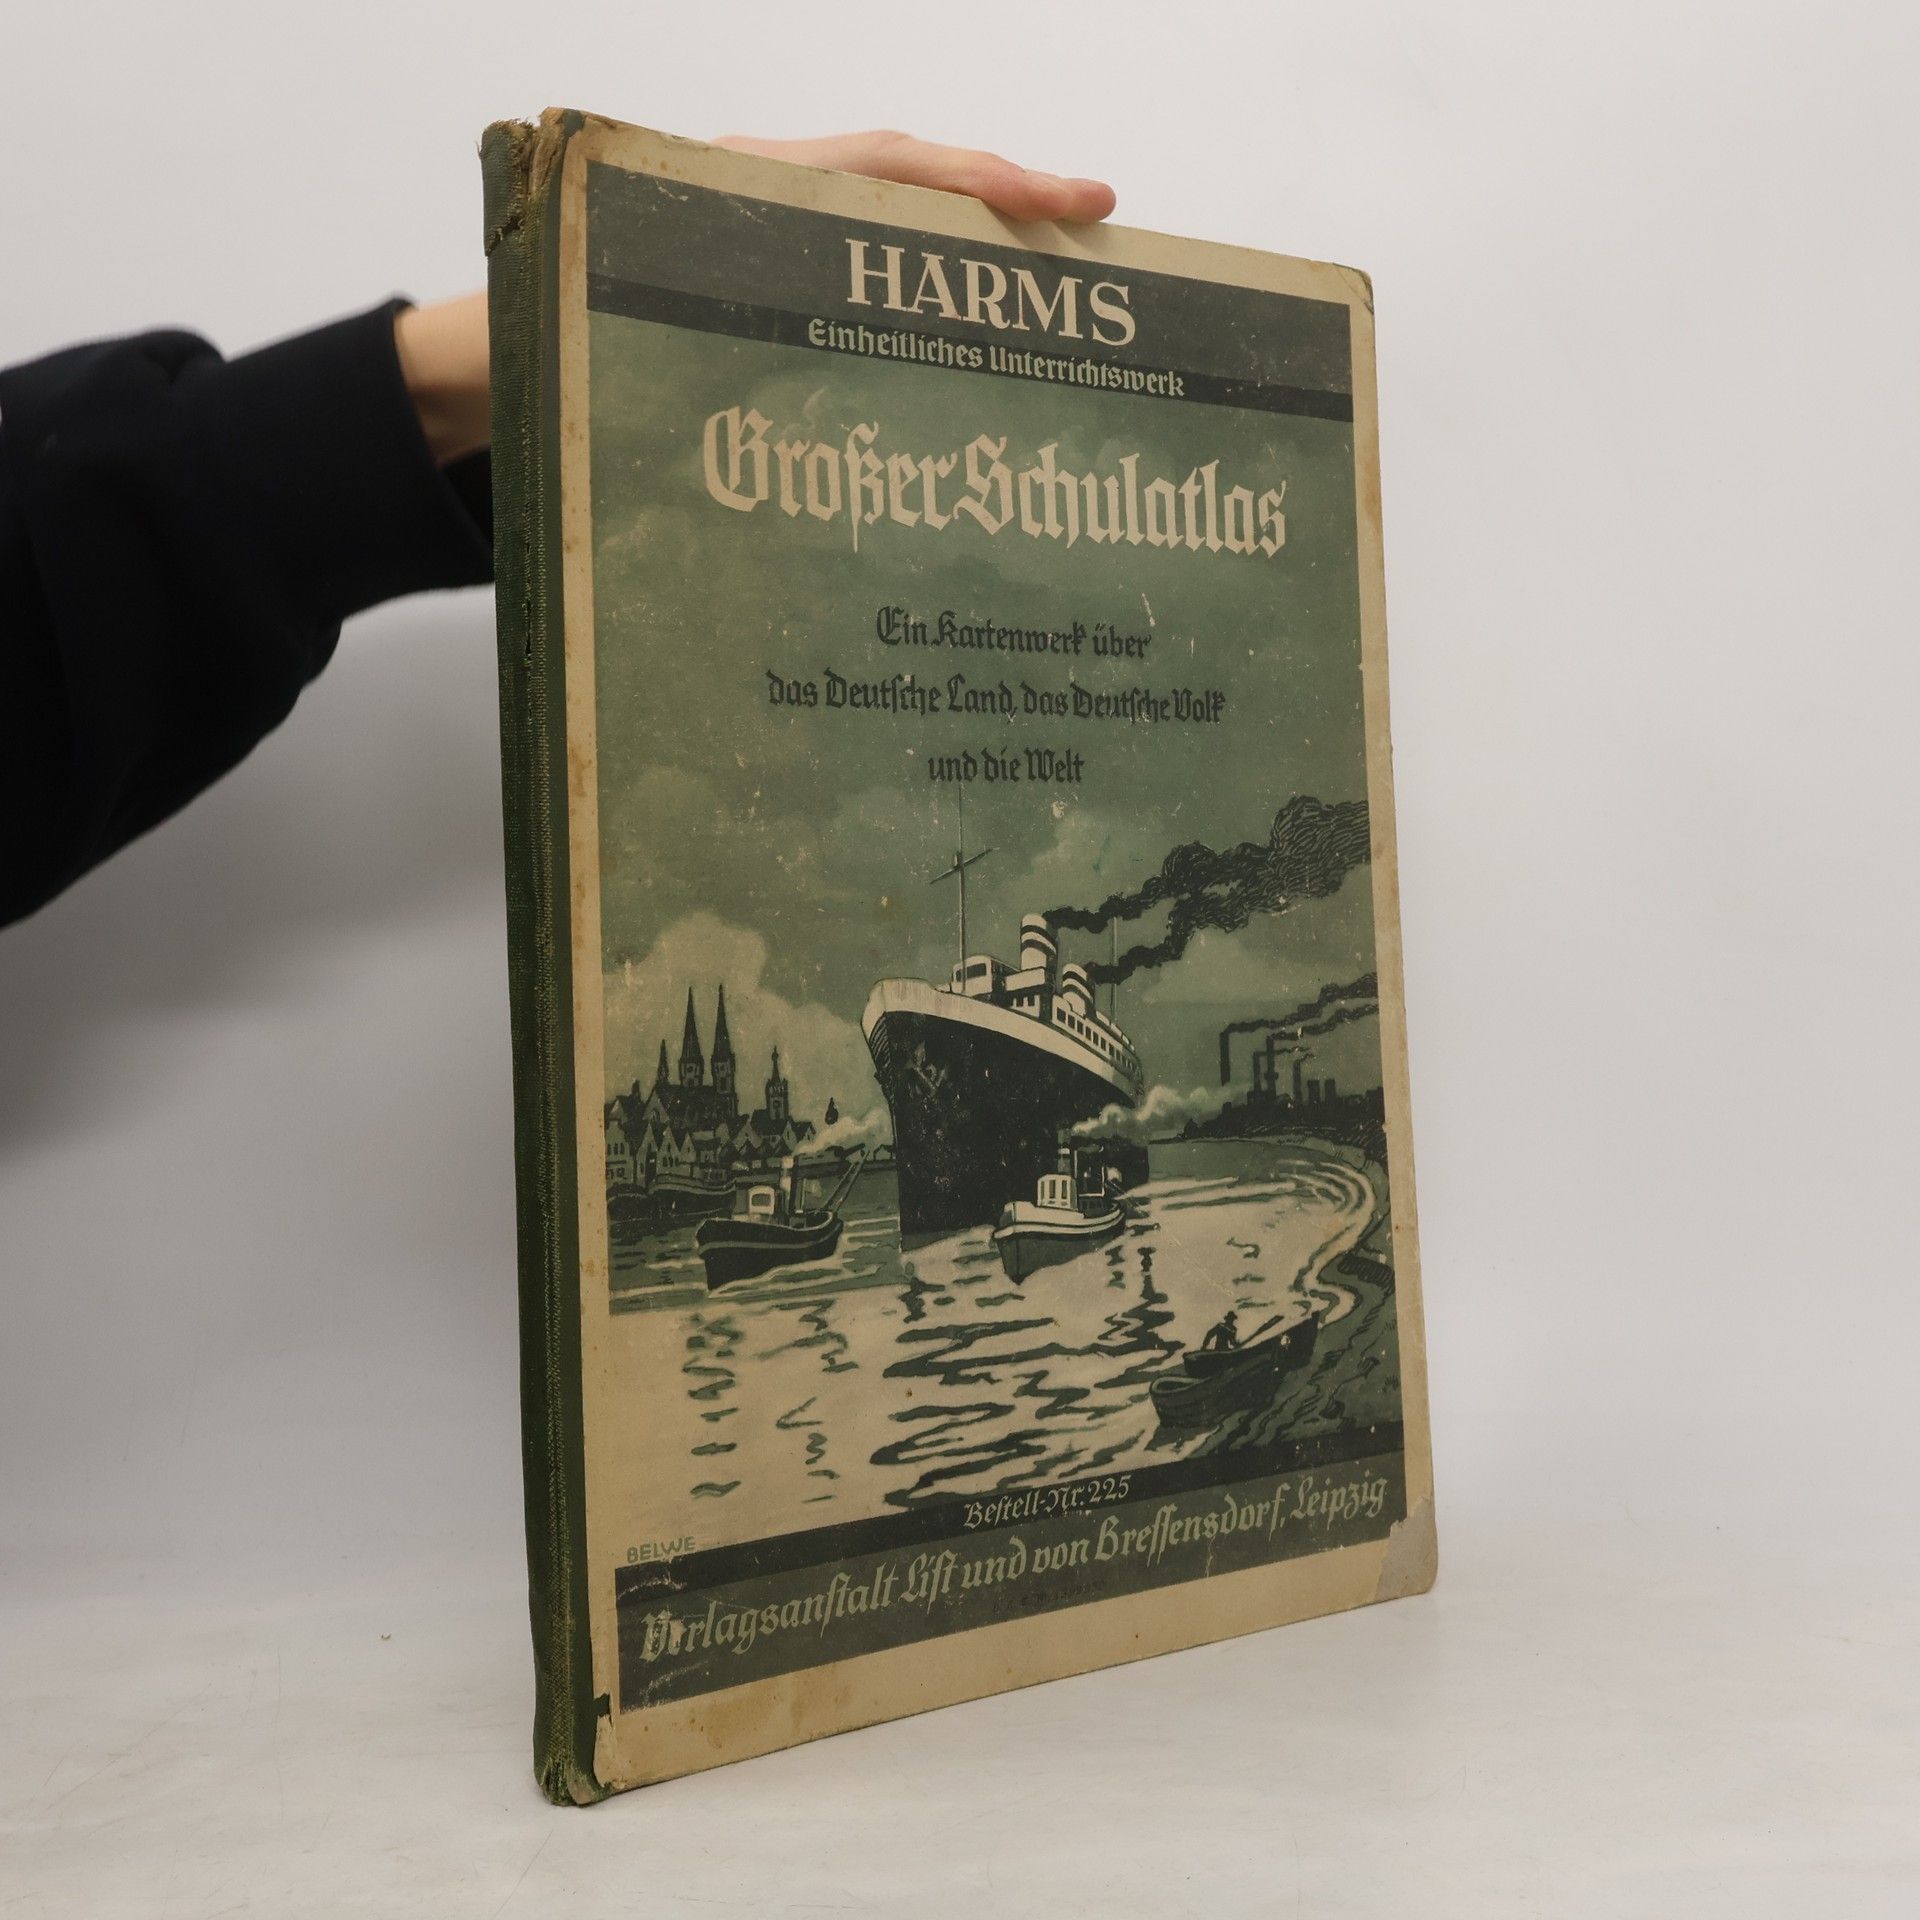 HARMS
Einheitliches Unterrichtswerk
Großer Schulatlas
Ein Kartenwerk über
das Deutsche Land, das Deutsche Volk
und die Welt
BELWE
Bestell-Nr. 225
Verlagsanstalt List und von Bressensdorf, Leipzig